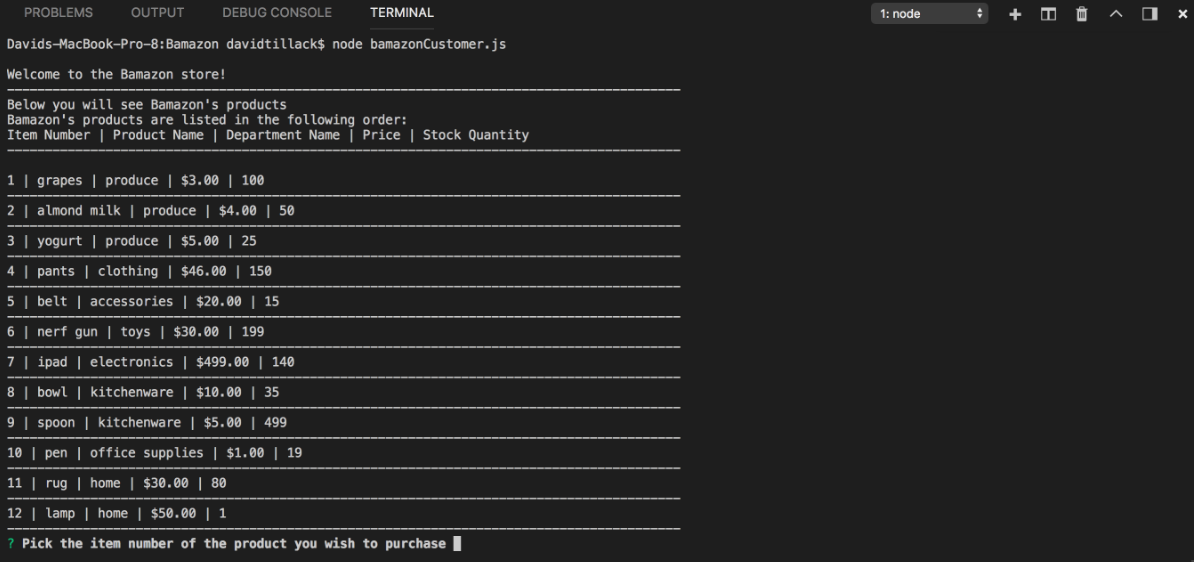 PROBLEMS OUTPUT DEBUG CONSOLE TERMINAL 1: node
Davids-MacBook-Pro-8:Bamazon davidtillack$ node bamazonCustomer.js
Welcome to the Bamazon store!
Below you will see Bamazon's products
Bamazon's products are listed in the following order:
Item Number | Product Name | Department Name | Price | Stock Quantity
1 | grapes | produce | $3.00 | 100
2 | almond milk | produce | $4.00 | 50
3 | yogurt | produce | $5.00 | 25
4 | pants | clothing | $46.00 | 150
5 | belt | accessories | $20.00 | 15
6 | nerf gun | toys | $30.00 | 199
7 | ipad | electronics | $499.00 | 140
8 | bowl | kitchenware | $10.00 | 35
9 | spoon | kitchenware | $5.00 | 499
10 | pen | office supplies | $1.00 | 19
11 | rug | home | $30.00 | 80
12 | lamp | home | $50.00 | 1
? Pick the item number of the product you wish to purchase